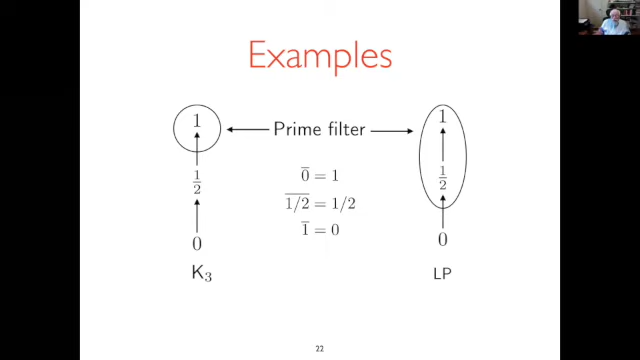 Examples
1
1/2
0
K₃
Prime filter
0̅ = 1
1/2̅ = 1/2
1̅ = 0
1
1/2
0
LP
22